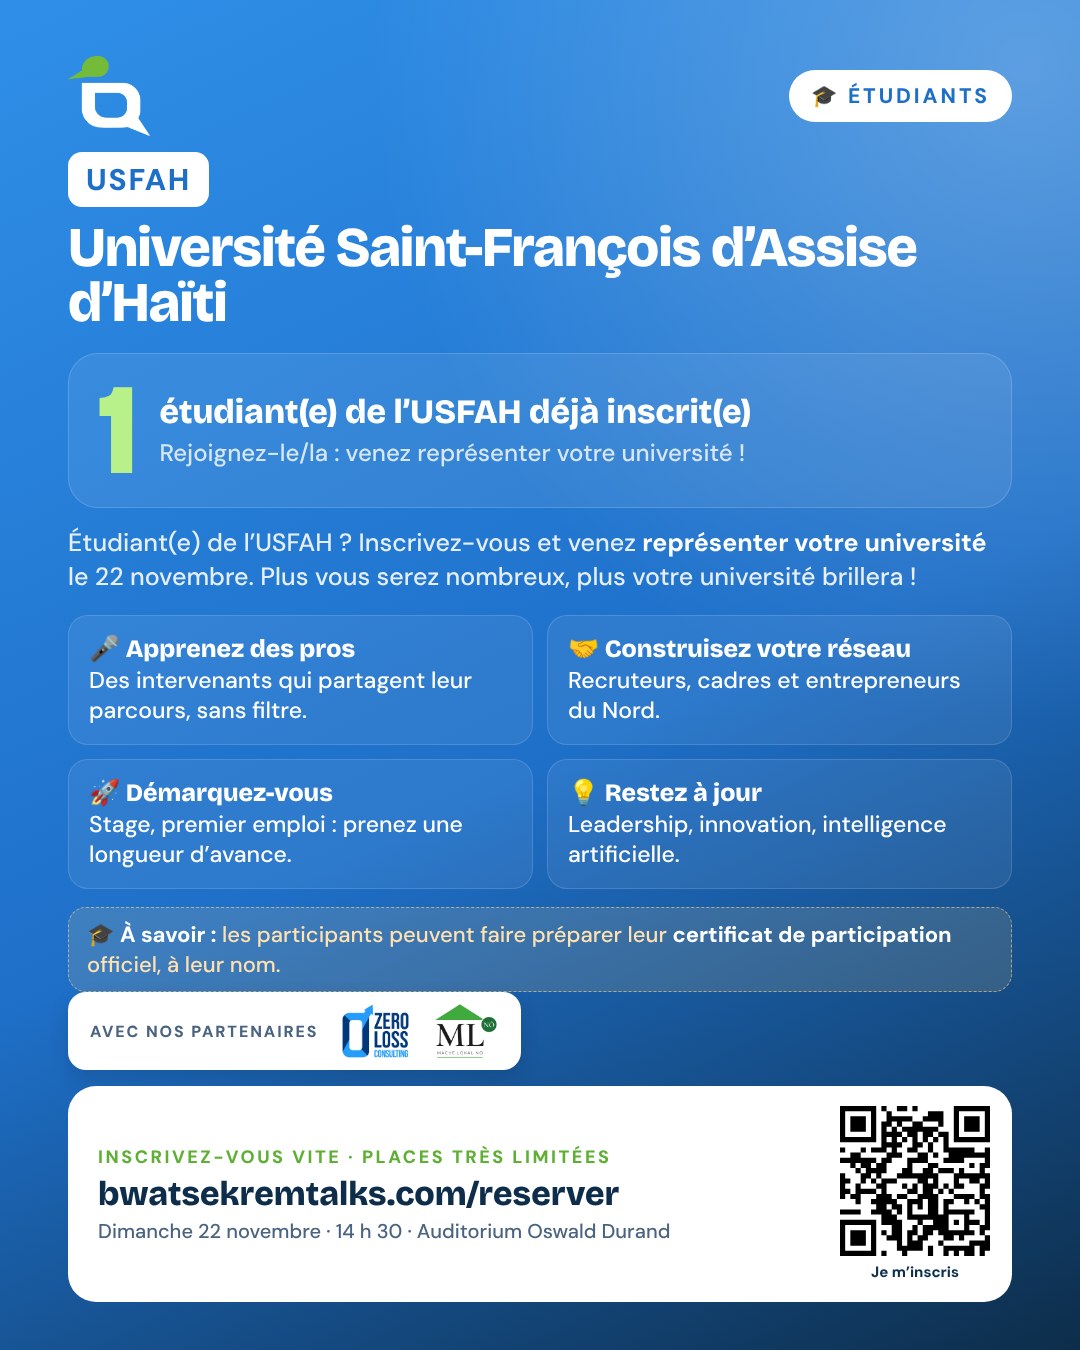 🎓 ÉTUDIANTS
USFAH
Université Saint-François d’Assise
d’Haïti
1
étudiant(e) de l’USFAH déjà inscrit(e)
Rejoignez-le/la : venez représenter votre université !
Étudiant(e) de l’USFAH ? Inscrivez-vous et venez représenter votre université
le 22 novembre. Plus vous serez nombreux, plus votre université brillera !
🎤 Apprenez des pros
Des intervenants qui partagent leur
parcours, sans filtre.
🤝 Construisez votre réseau
Recruteurs, cadres et entrepreneurs
du Nord.
🚀 Démarquez-vous
Stage, premier emploi : prenez une
longueur d’avance.
💡 Restez à jour
Leadership, innovation, intelligence
artificielle.
🎓 À savoir : les participants peuvent faire préparer leur certificat de participation
officiel, à leur nom.
AVEC NOS PARTENAIRES
ZERO
LOSS
CONSULTING
ML
NÒ
MACHÉ LOKAL NÒ
INSCRIVEZ-VOUS VITE · PLACES TRÈS LIMITÉES
bwatsekremtalks.com/reserver
Dimanche 22 novembre · 14 h 30 · Auditorium Oswald Durand
Je m’inscris